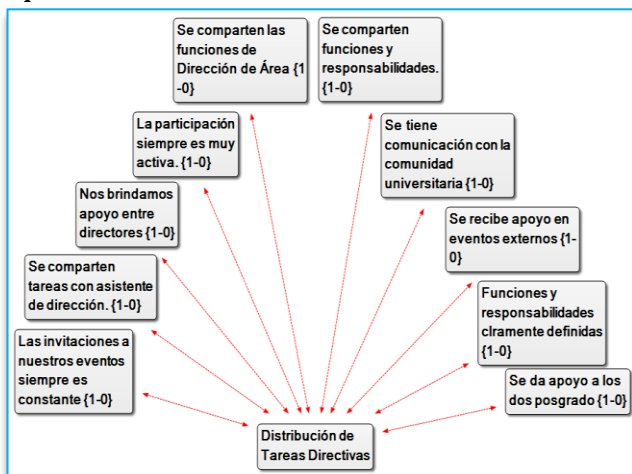 Se comparten las
funciones de
Dirección de Área {1
-0}
Se comparten
funciones y
responsabilidades.
{1-0}
La participación
siempre es muy
activa. {1-0}
Se tiene
comunicación con la
comunidad
universitaria {1-0}
Nos brindamos
apoyo entre
directores {1-0}
Se recibe apoyo en
eventos externos {1-
0}
Se comparten
tareas con asistente
de dirección. {1-0}
Funciones y
responsabilidades
clramente definidas
{1-0}
Las invitaciones a
nuestros eventos
siempre es
constante {1-0}
Se da apoyo a los
dos posgrado {1-0}
Distribución de
Tareas Directivas